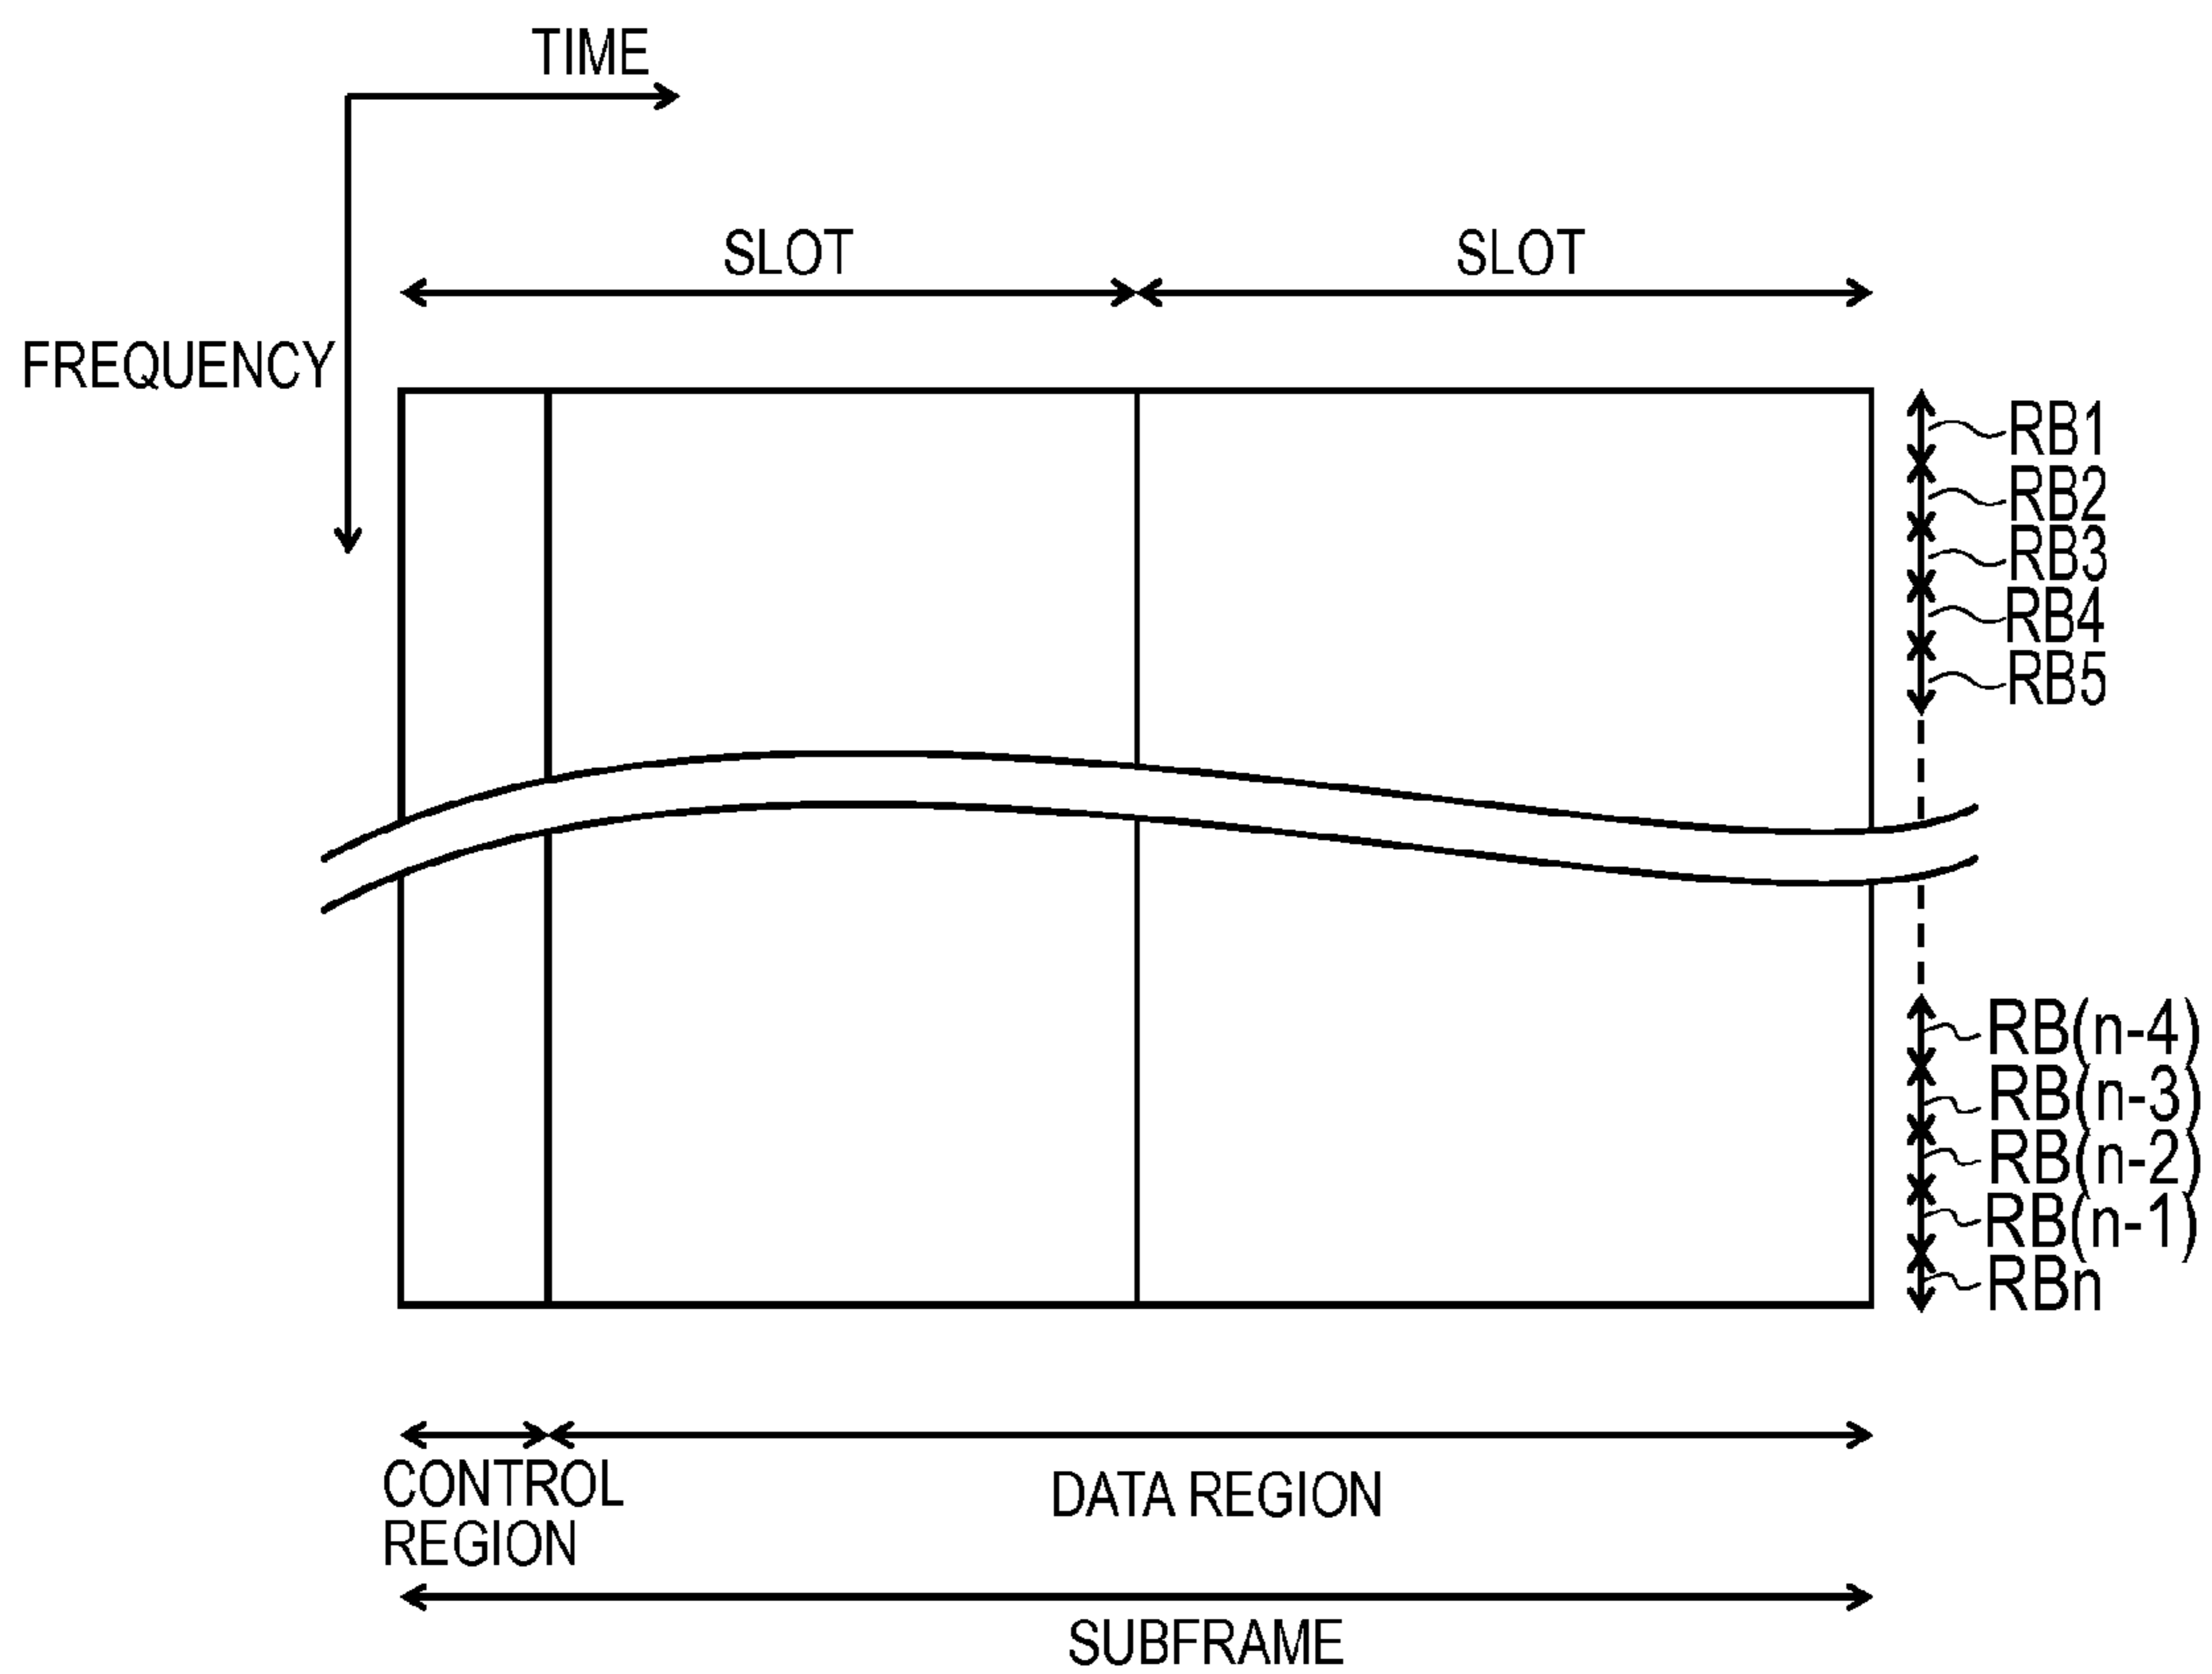 TIME
SLOT
SLOT
FREQUENCY
RB1
RB2
RB3
RB4
RB5
RB(n-4)
RB(n-3)
RB(n-2)
RB(n-1)
RBn
CONTROL
REGION
DATA REGION
SUBFRAME